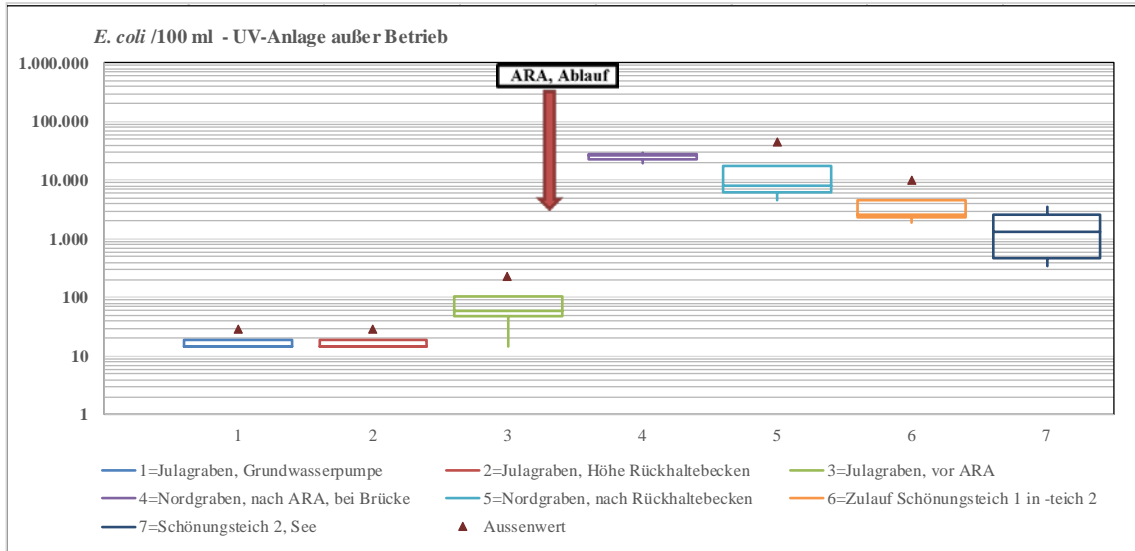 E. coli /100 ml - UV-Anlage außer Betrieb
1.000.000
ARA, Ablauf
100.000
10.000
1.000
100
10
1
1 2 3 4 5 6 7
1=Julagraben, Grundwasserpumpe 2=Julagraben, Höhe Rückhaltebecken 3=Julagraben, vor ARA
4=Nordgraben, nach ARA, bei Brücke 5=Nordgraben, nach Rückhaltebecken 6=Zulauf Schönungsteich 1 in -teich 2
7=Schönungsteich 2, See Aussenwert